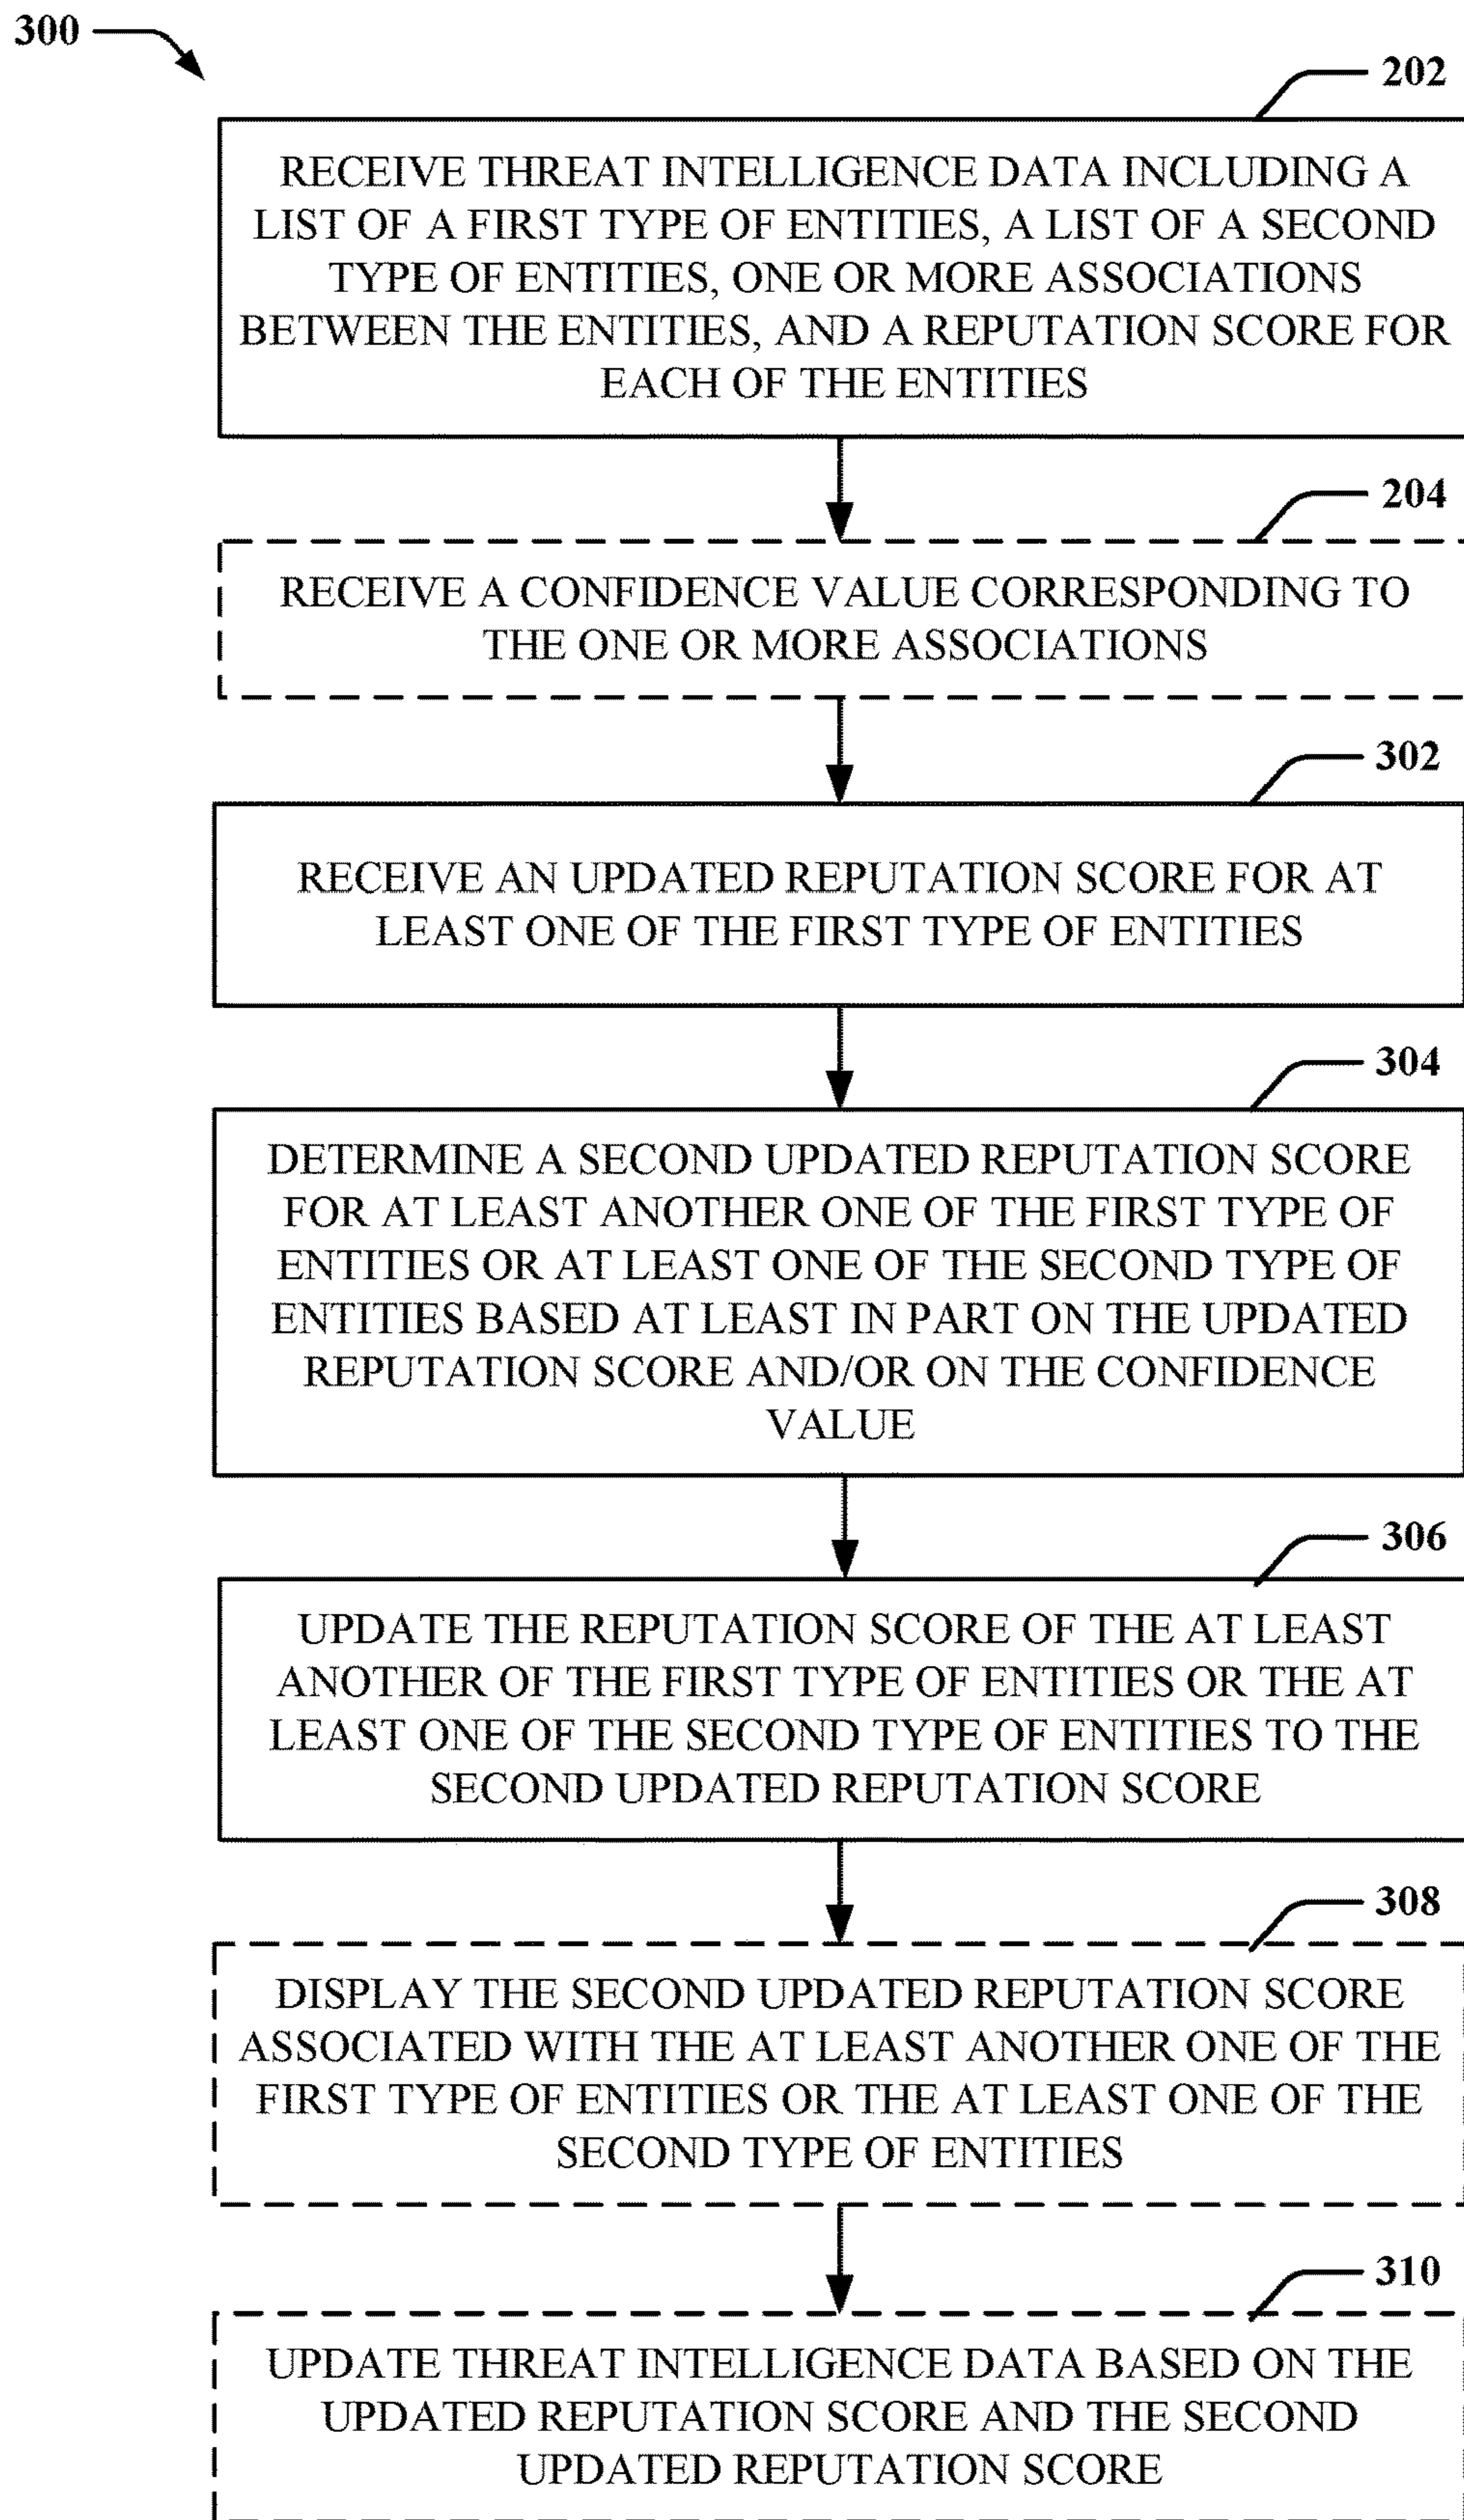 300
202
RECEIVE THREAT INTELLIGENCE DATA INCLUDING A
LIST OF A FIRST TYPE OF ENTITIES, A LIST OF A SECOND
TYPE OF ENTITIES, ONE OR MORE ASSOCIATIONS
BETWEEN THE ENTITIES, AND A REPUTATION SCORE FOR
EACH OF THE ENTITIES
204
RECEIVE A CONFIDENCE VALUE CORRESPONDING TO
THE ONE OR MORE ASSOCIATIONS
302
RECEIVE AN UPDATED REPUTATION SCORE FOR AT
LEAST ONE OF THE FIRST TYPE OF ENTITIES
304
DETERMINE A SECOND UPDATED REPUTATION SCORE
FOR AT LEAST ANOTHER ONE OF THE FIRST TYPE OF
ENTITIES OR AT LEAST ONE OF THE SECOND TYPE OF
ENTITIES BASED AT LEAST IN PART ON THE UPDATED
REPUTATION SCORE AND/OR ON THE CONFIDENCE
VALUE
306
UPDATE THE REPUTATION SCORE OF THE AT LEAST
ANOTHER OF THE FIRST TYPE OF ENTITIES OR THE AT
LEAST ONE OF THE SECOND TYPE OF ENTITIES TO THE
SECOND UPDATED REPUTATION SCORE
308
DISPLAY THE SECOND UPDATED REPUTATION SCORE
ASSOCIATED WITH THE AT LEAST ANOTHER ONE OF THE
FIRST TYPE OF ENTITIES OR THE AT LEAST ONE OF THE
SECOND TYPE OF ENTITIES
310
UPDATE THREAT INTELLIGENCE DATA BASED ON THE
UPDATED REPUTATION SCORE AND THE SECOND
UPDATED REPUTATION SCORE